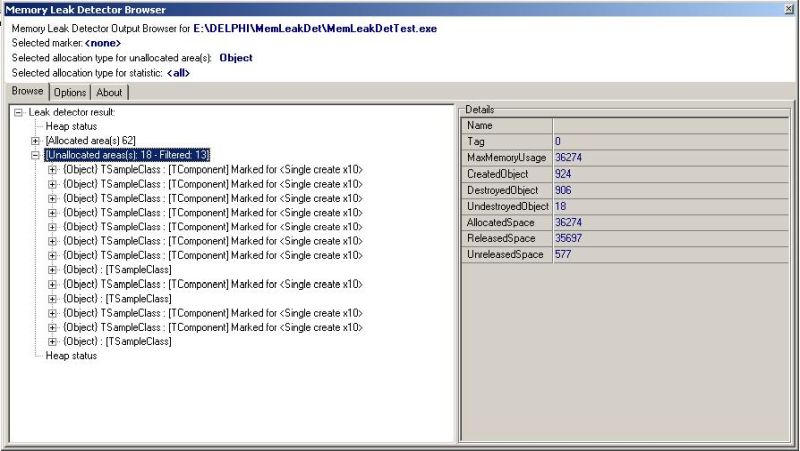 Memory Leak Detector Browser
Memory Leak Detector Output Browser for E:\DELPHI\MemLeakDet\MemLeakDetTest.exe
Selected marker: <none>
Selected allocation type for unallocated area(s): Object
Selected allocation type for statistic: <all>
Browse Options About
Leak detector result:
Heap status
[Allocated area(s) 62]
[Unallocated areas(s): 18 - Filtered: 13]
{Object} TSampleClass : [TComponent] Marked for <Single create x10>
{Object} TSampleClass : [TComponent] Marked for <Single create x10>
{Object} TSampleClass : [TComponent] Marked for <Single create x10>
{Object} TSampleClass : [TComponent] Marked for <Single create x10>
{Object} TSampleClass : [TComponent] Marked for <Single create x10>
{Object} TSampleClass : [TComponent] Marked for <Single create x10>
{Object} TSampleClass : [TComponent] Marked for <Single create x10>
{Object} : [TSampleClass]
{Object} TSampleClass : [TComponent] Marked for <Single create x10>
{Object} : [TSampleClass]
{Object} TSampleClass : [TComponent] Marked for <Single create x10>
{Object} TSampleClass : [TComponent] Marked for <Single create x10>
{Object} : [TSampleClass]
Heap status
Details
Name
Tag 0
MaxMemoryUsage 36274
CreatedObject 924
DestroyedObject 906
UndestroyedObject 18
AllocatedSpace 36274
ReleasedSpace 35697
UnreleasedSpace 577